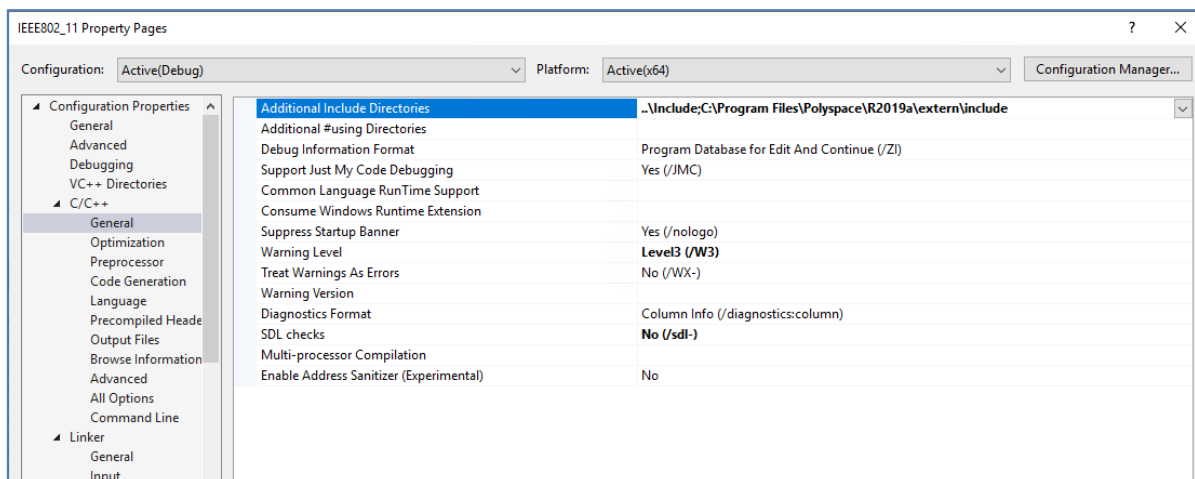 IEEE802_11 Property Pages ? ×
Configuration: Active(Debug) Platform: Active(x64) Configuration Manager...
Configuration Properties
General
Advanced
Debugging
VC++ Directories
C/C++
General
Optimization
Preprocessor
Code Generation
Language
Precompiled Heade
Output Files
Browse Information
Advanced
All Options
Command Line
Linker
General
Input
Additional Include Directories ..\Include;C:\Program Files\Polyspace\R2019a\extern\include
Additional #using Directories
Debug Information Format Program Database for Edit And Continue (/ZI)
Support Just My Code Debugging Yes (/JMC)
Common Language RunTime Support
Consume Windows Runtime Extension
Suppress Startup Banner Yes (/nologo)
Warning Level Level3 (/W3)
Treat Warnings As Errors No (/WX-)
Warning Version
Diagnostics Format Column Info (/diagnostics:column)
SDL checks No (/sdl-)
Multi-processor Compilation
Enable Address Sanitizer (Experimental) No